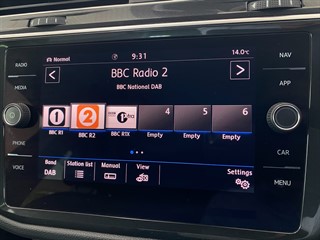 Normal 9:31 14.0°C
RADIO
NAV
< BBC Radio 2 >
BBC National DAB
APP
1 2 1X 4 5 6
BBC R1 BBC R2 BBC R1X Empty Empty Empty
PHONE
CAR
Band Station list Manual View Settings
DAB
VOICE
MENU